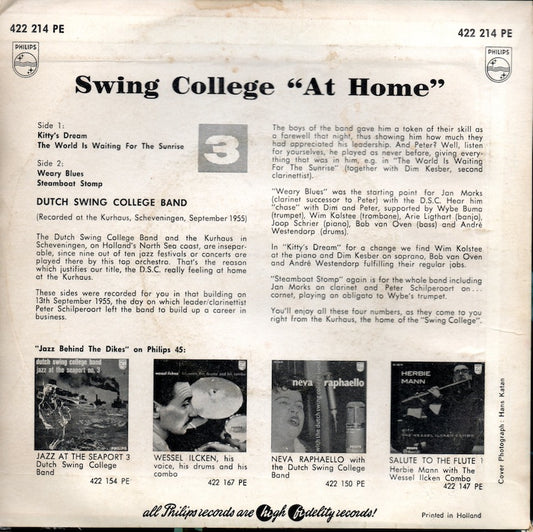 422 214 PE
422 214 PE
PHILIPS
PHILIPS
Swing College "At Home"
Side 1:
Kitty's Dream
The World Is Waiting For The Sunrise
Side 2:
Weary Blues
Steamboat Stomp
3
DUTCH SWING COLLEGE BAND
(Recorded at the Kurhaus, Scheveningen, September 1955)
The Dutch Swing College Band and the Kurhaus in
Scheveningen, on Holland's North Sea coast, are insepar-
able, since nine out of ten jazz festivals or concerts are
played there by this top orchestra. That's the reason
which justifies our title, the D.S.C. really feeling at home
at the Kurhaus.
These sides were recorded for you in that building on
13th September 1955, the day on which leader/clarinettist
Peter Schilperoort left the band to build up a career in
business.
The boys of the band gave him a token of their skill as
a farewell that night, thus showing him how much they
had appreciated his leadership. And Peter? Well, listen
for yourselves, he played as never before, giving every-
thing that was in him, e.g. in "The World Is Waiting
For The Sunrise" (together with Dim Kesber, second
clarinettist).
"Weary Blues" was the starting point for Jan Morks
(clarinet successor to Peter) with the D.S.C. Hear him
"chase" with Dim and Peter, supported by Wybe Buma
(trumpet), Wim Kolstee (trombone), Arie Ligthart (banjo),
Joop Schrier (piano), Bob van Oven (bass) and André
Westendorp (drums).
In "Kitty's Dream" for a change we find Wim Kolstee
at the piano and Dim Kesber on soprano, Bob van Oven
and André Westendorp fulfilling their regular jobs.
"Steamboat Stomp" again is for the whole band including
Jan Morks on clarinet and Peter Schilperoort on...
cornet, playing an obligato to Wybe's trumpet.
You'll enjoy all these four numbers, as they come to you
right from the Kurhaus, the home of the "Swing College".
"Jazz Behind The Dikes" on Philips 45:
dutch swing college band
jazz at the seaport no. 3
wessel ilcken
his drums and his combo
neva raphaello
with the dutch swing
HERBIE
MANN
WITH
THE WESSEL ILCKEN COMBO
JAZZ AT THE SEAPORT 3
Dutch Swing College
Band
422 154 PE
WESSEL ILCKEN, his
voice, his drums and his
combo
422 167 PE
NEVA RAPHAELLO with
the Dutch Swing College
Band
422 150 PE
SALUTE TO THE FLUTE
Herbie Mann with The
Wessel Ilcken Combo
422 147 PE
Cover Photograph: Hans Katan
all Philips records are high fidelity records!
Printed in Holland